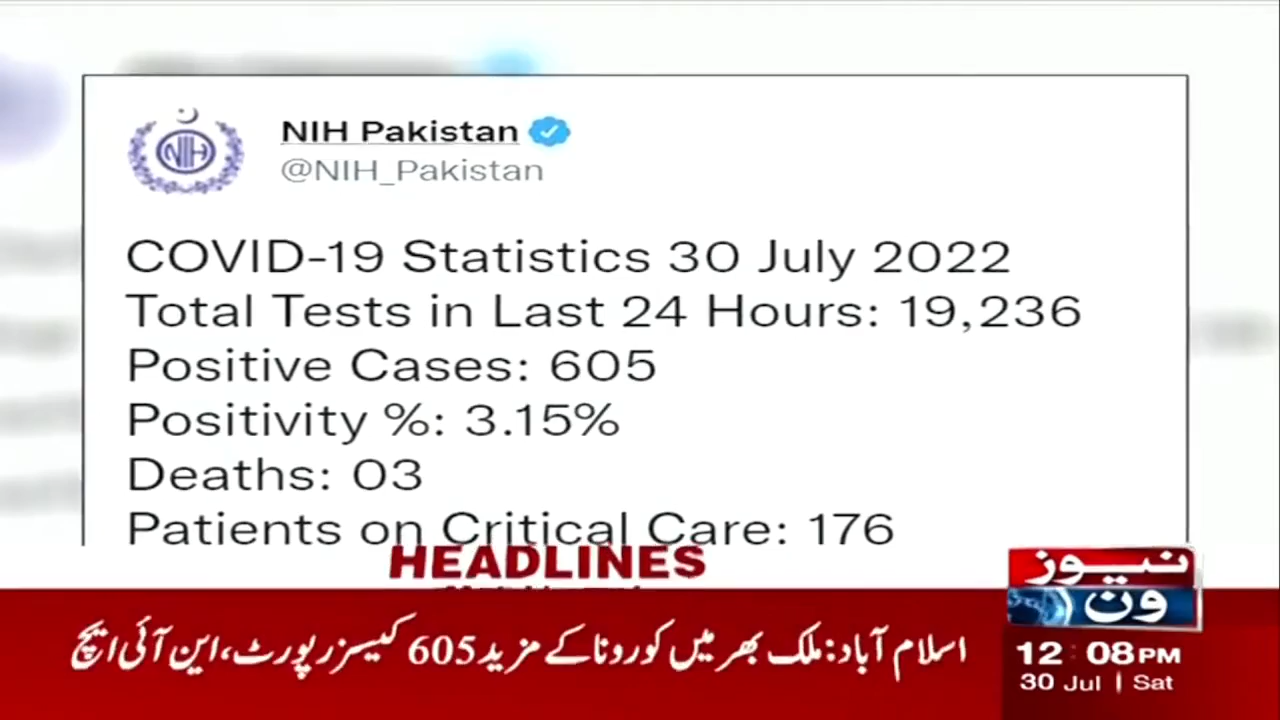 NIH
NIH Pakistan
@NIH_Pakistan
COVID-19 Statistics 30 July 2022
Total Tests in Last 24 Hours: 19,236
Positive Cases: 605
Positivity %: 3.15%
Deaths: 03
Patients on Critical Care: 176
HEADLINES
نیوز
ون
اسلام آباد: ملک بھر میں کورونا کے مزید 605 کیسز رپورٹ، این آئی ایچ
12 08PM
30 Jul | Sat